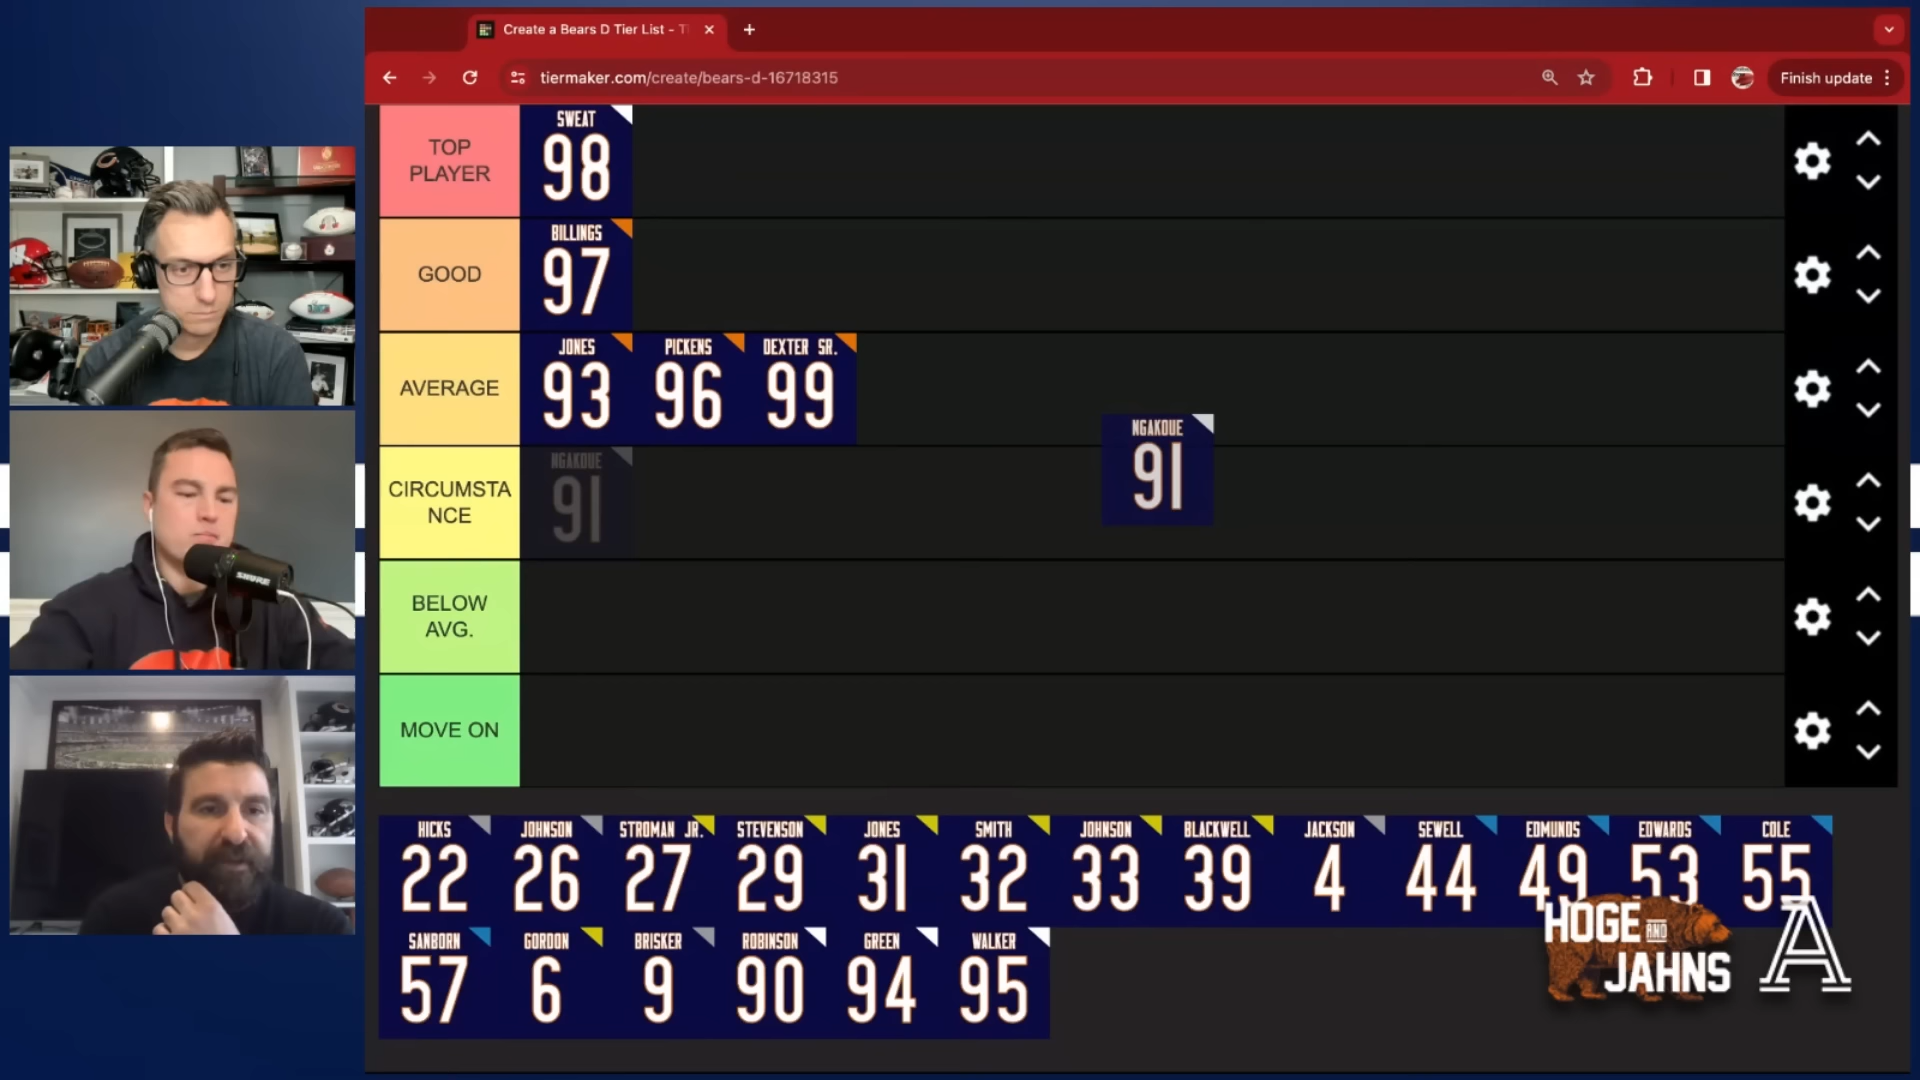 Create a Bears D Tier List - T
tiermaker.com/create/bears-d-16718315
Finish update
TOP
PLAYER
SWEAT
98
GOOD
BILLINGS
97
AVERAGE
JONES
93
PICKENS
96
DEXTER SR.
99
NGAKOUE
91
CIRCUMSTA
NCE
NGAKOUE
91
BELOW
AVG.
MOVE ON
HICKS
22
JOHNSON
26
STROMAN JR.
27
STEVENSON
29
JONES
31
SMITH
32
JOHNSON
33
BLACKWELL
39
JACKSON
4
SEWELL
44
EDMUNDS
49
EDWARDS
53
COLE
55
SANBORN
57
GORDON
6
BRISKER
9
ROBINSON
90
GREEN
94
WALKER
95
HOGE AND
JAHNS
A
SHURE